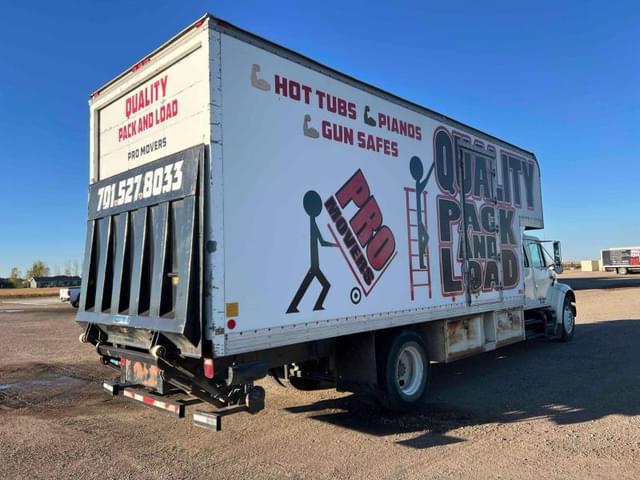 QUALITY
PACK AND LOAD
PRO MOVERS
701.527.8033
HOT TUBS PIANOS
GUN SAFES
PRO
MOVERS
QUALITY
PACK
AND
LOAD